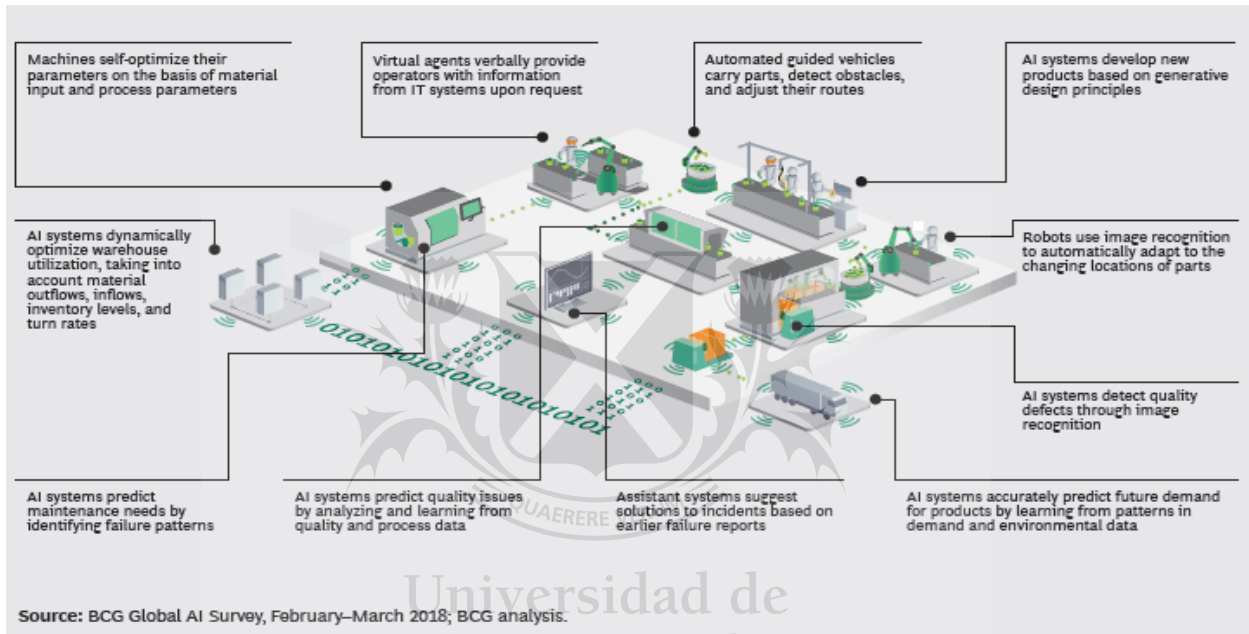 Machines self-optimize their
parameters on the basis of material
input and process parameters
Virtual agents verbally provide
operators with information
from IT systems upon request
Automated guided vehicles
carry parts, detect obstacles,
and adjust their routes
AI systems develop new
products based on generative
design principles
AI systems dynamically
optimize warehouse
utilization, taking into
account material
outflows, inflows,
inventory levels, and
turn rates
Robots use image recognition
to automatically adapt to the
changing locations of parts
01010101010101010101010101
AI systems detect quality
defects through image
recognition
AI systems predict
maintenance needs by
identifying failure patterns
AI systems predict quality issues
by analyzing and learning from
quality and process data
Assistant systems suggest
solutions to incidents based on
earlier failure reports
AI systems accurately predict future demand
for products by learning from patterns in
demand and environmental data
QUAERERE
Universidad de
Source: BCG Global AI Survey, February–March 2018; BCG analysis.